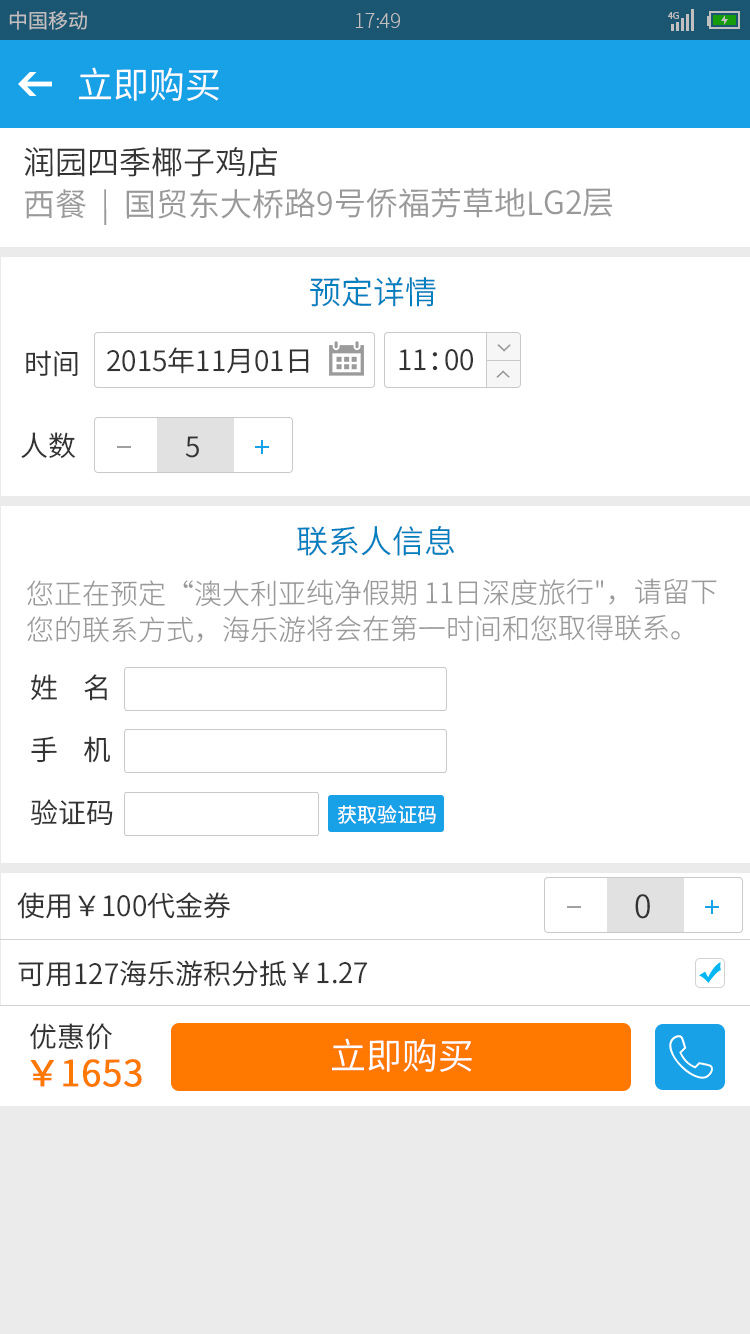 中国移动 17:49 4G
立即购买
润园四季椰子鸡店
西餐 | 国贸东大桥路9号侨福芳草地LG2层
预定详情
时间 2015年11月01日 11:00
人数 − 5 +
联系人信息
您正在预定“澳大利亚纯净假期 11日深度旅行"，请留下
您的联系方式，海乐游将会在第一时间和您取得联系。
姓 名
手 机
验证码 获取验证码
使用￥100代金券 − 0 +
可用127海乐游积分抵￥1.27
优惠价
￥1653 立即购买